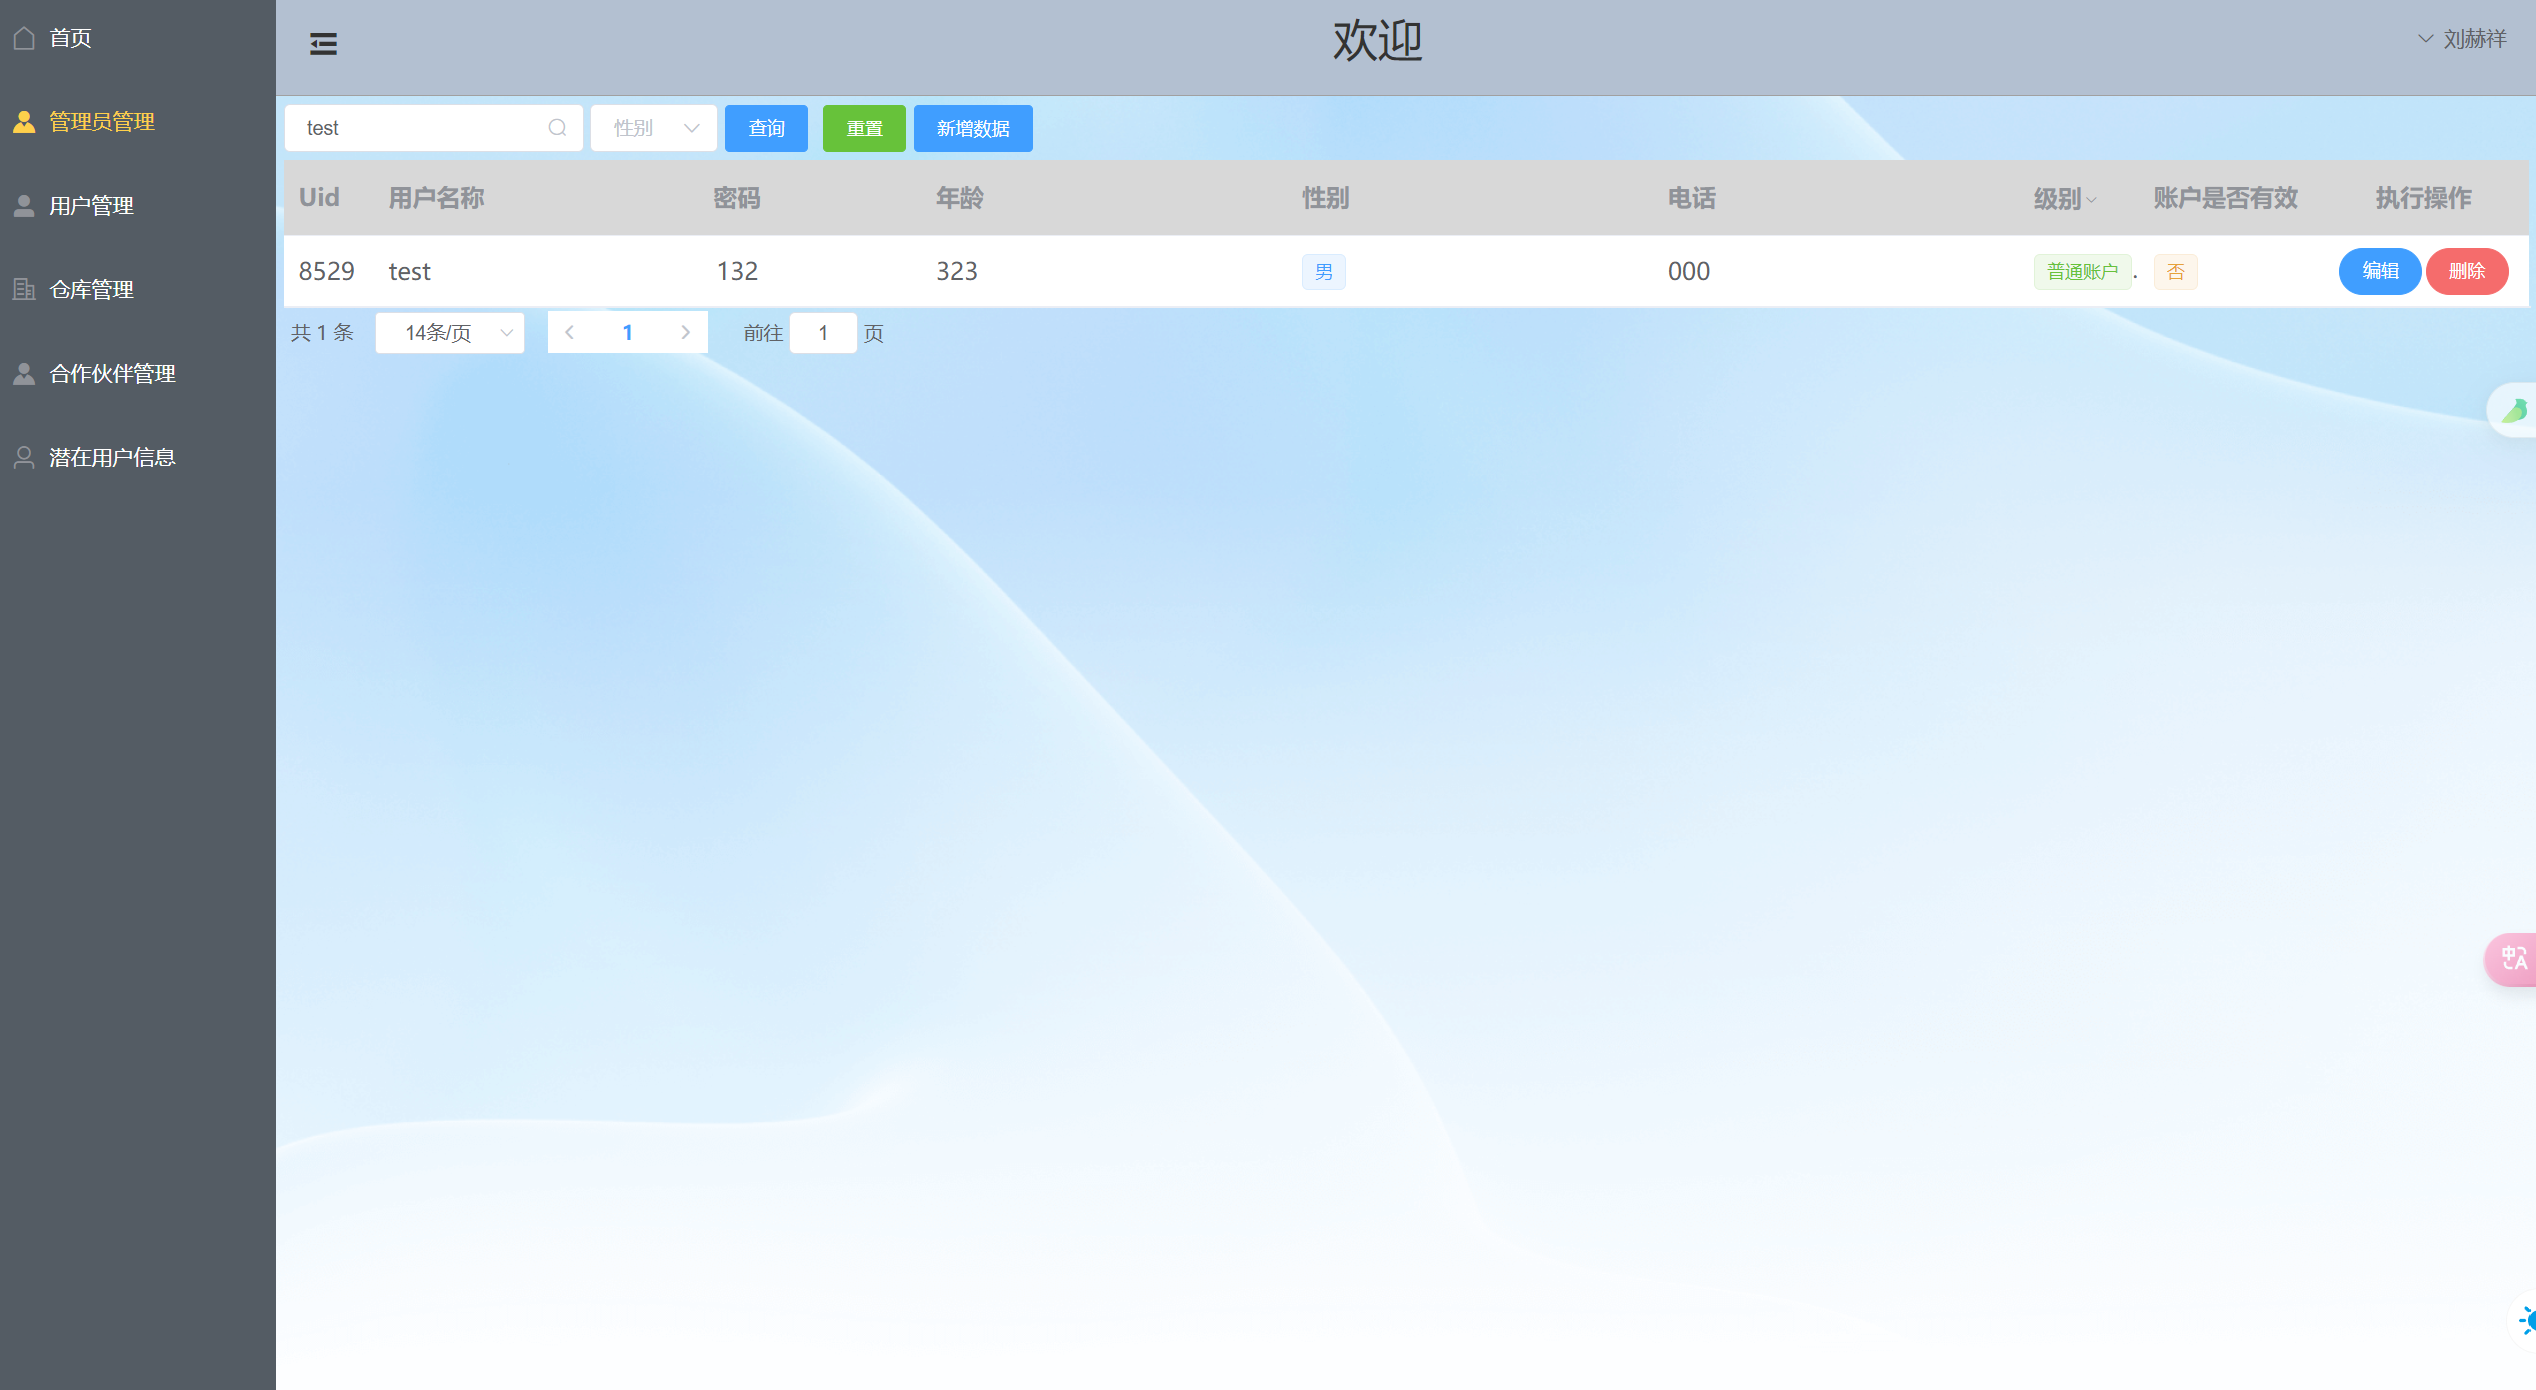 首页
管理员管理
用户管理
仓库管理
合作伙伴管理
潜在用户信息
欢迎
刘赫祥
test 性别 查询 重置 新增数据
Uid 用户名称 密码 年龄 性别 电话 级别 账户是否有效 执行操作
8529 test 132 323 男 000 普通账户. 否 编辑 删除
共 1 条 14条/页 1 前往 1 页
中A